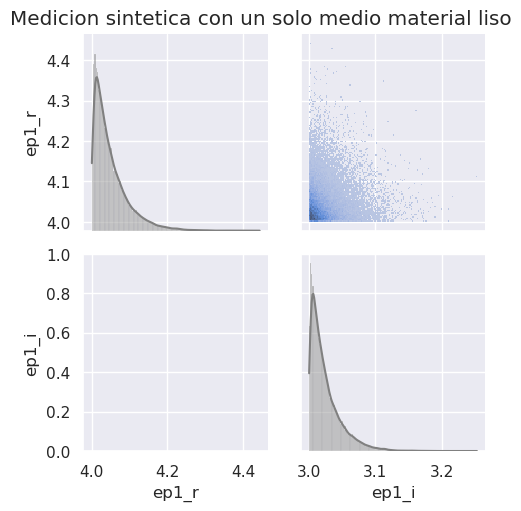 Medicion sintetica con un solo medio material liso
ep1_r
4.4
4.3
4.2
4.1
4.0
ep1_i
1.0
0.8
0.6
0.4
0.2
0.0
4.0 4.2 4.4
3.0 3.1 3.2
ep1_r
ep1_i